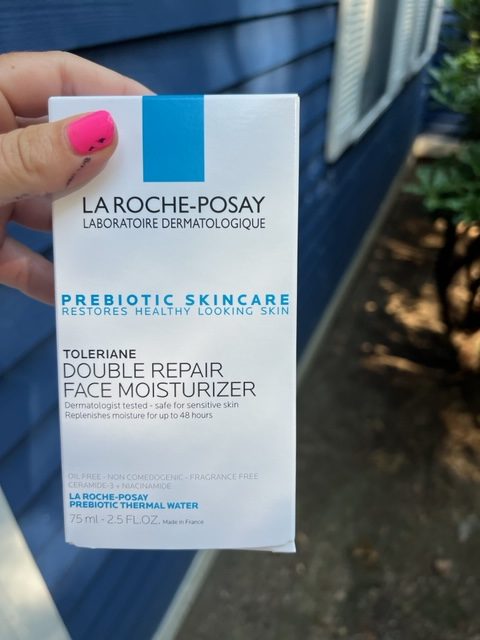 LA ROCHE-POSAY
LABORATOIRE DERMATOLOGIQUE
PREBIOTIC SKINCARE
RESTORES HEALTHY LOOKING SKIN
TOLERIANE
DOUBLE REPAIR
FACE MOISTURIZER
Dermatologist tested - safe for sensitive skin
Replenishes moisture for up to 48 hours
OIL FREE - NON COMEDOGENIC - FRAGRANCE FREE
CERAMIDE-3 + NIACINAMIDE
LA ROCHE-POSAY
PREBIOTIC THERMAL WATER
75 ml - 2.5 FL.OZ. Made in France